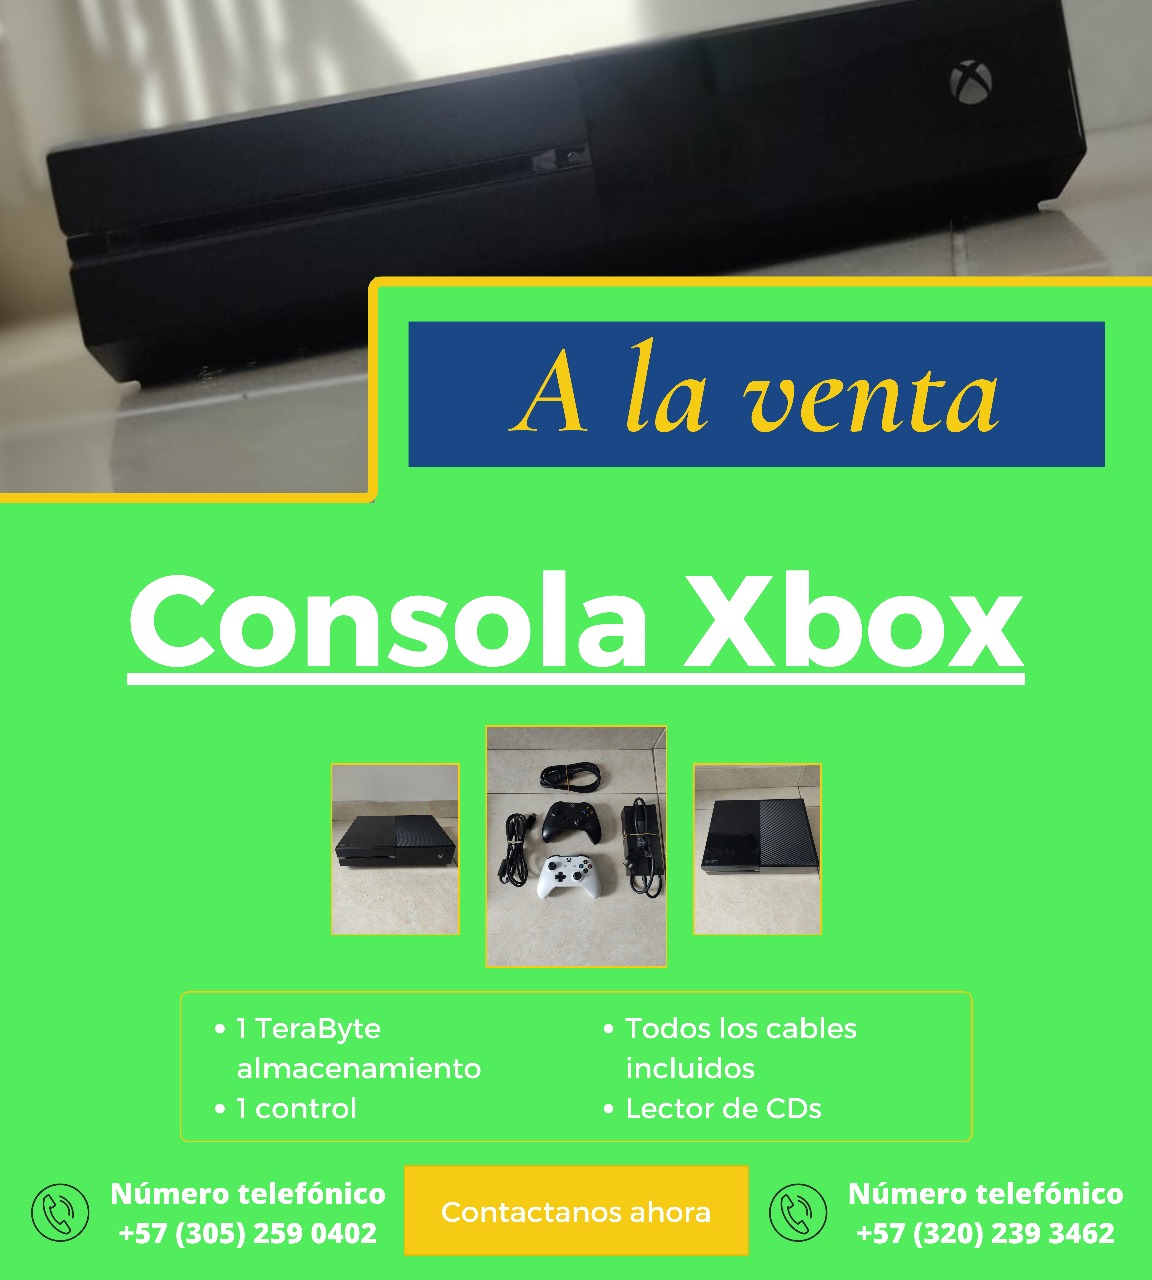 A la venta
Consola Xbox
• 1 TeraByte
almacenamiento
• 1 control
• Todos los cables
incluidos
• Lector de CDs
Número telefónico
+57 (305) 259 0402
Contactanos ahora
Número telefónico
+57 (320) 239 3462